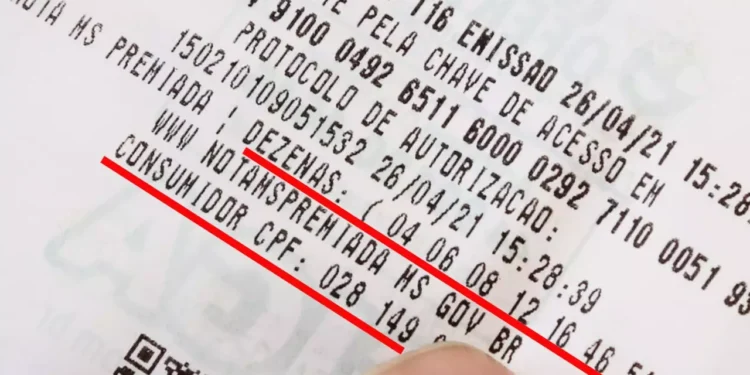 116 EMISSAO 26/04/21 15:28
PELA CHAVE DE ACESSO EM
9100 0492 6511 6000 0292 7110 0051 93
PROTOCOLO DE AUTORIZACAO:
150210109051532 26/04/21 15:28:39
MS PREMIADA | DEZENAS: ( 04 06 08 12 16 46
WWW NOTAMSPREMIADA MS GOV BR
CONSUMIDOR CPF: 028 149